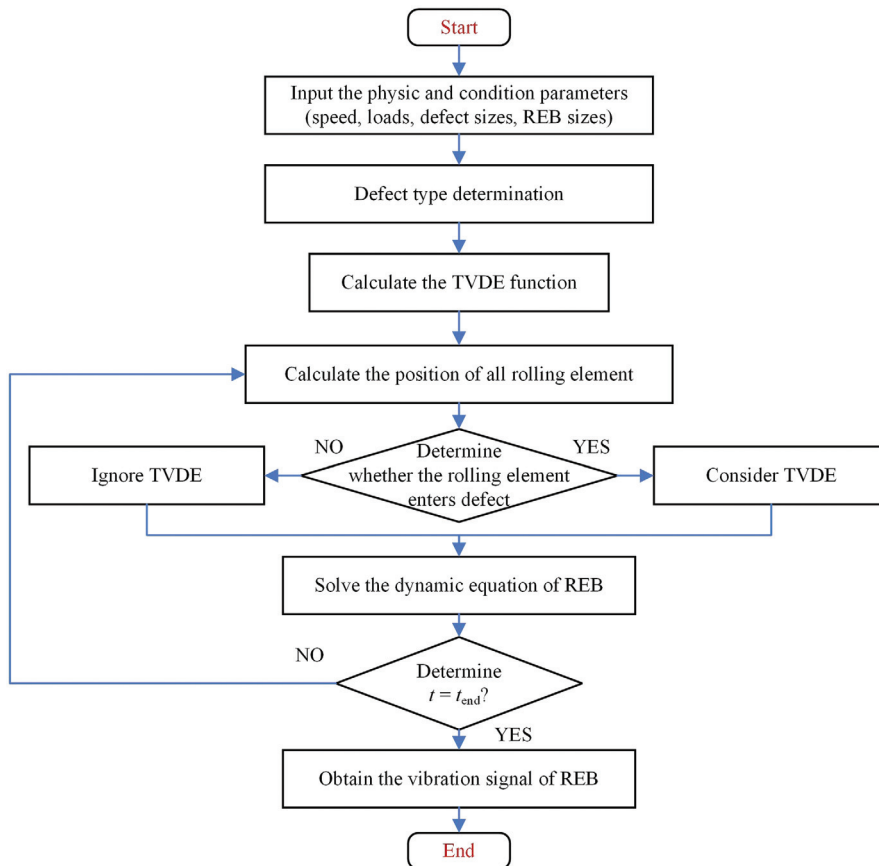 Start
Input the physic and condition parameters
(speed, loads, defect sizes, REB sizes)
Defect type determination
Calculate the TVDE function
Calculate the position of all rolling element
NO
YES
Ignore TVDE
Determine
whether the rolling element
enters defect
Consider TVDE
Solve the dynamic equation of REB
NO
Determine
t = t_end?
YES
Obtain the vibration signal of REB
End